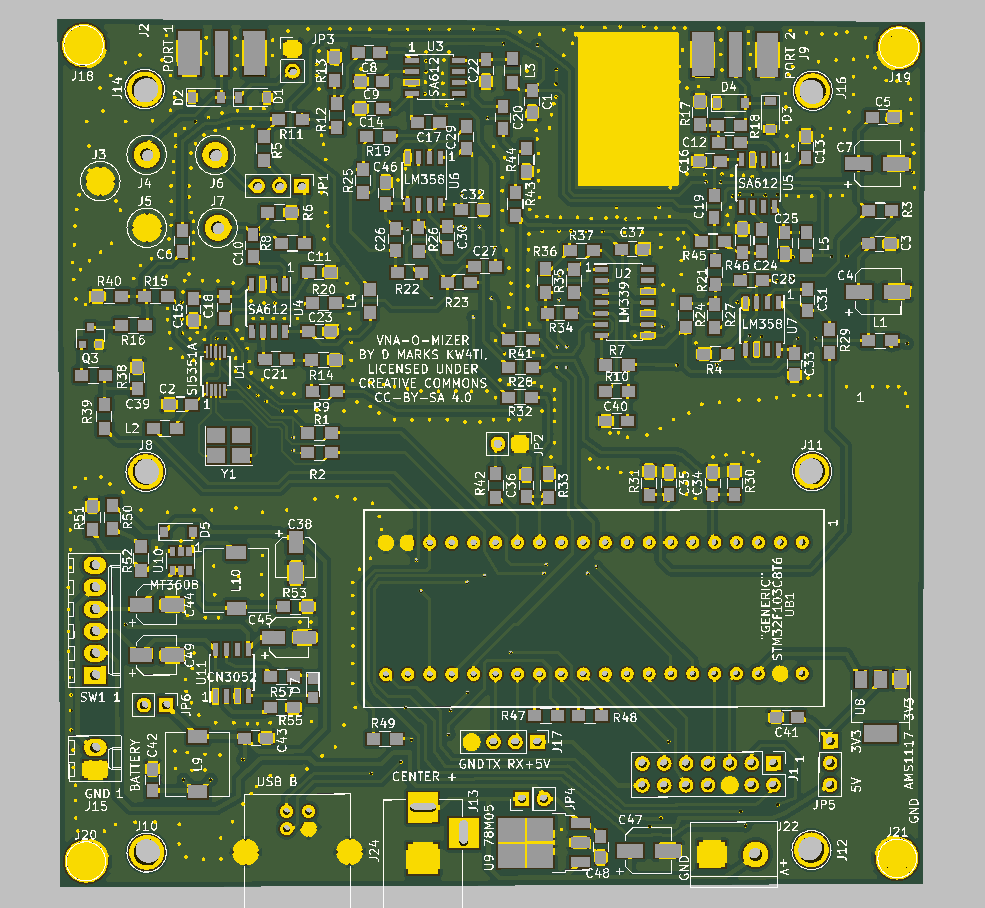 J2
PORT 1
JP3
1
U3
PORT 2
J9
J18
J19
R13
C8
SA612
C22
L3
J14
C9
D4
J16
D2
D1
C14
C20
C1
R17
D3
C5
R12
R11
R18
R5
R19
C17
C29
R44
C12
C13
C7
J3
LM358
U6
1
C16
SA612
1
U5
J4
J6
JP1
R25
C46
R43
J5
J7
R6
C32
C19
R3
C6
C10
R8
C26
R26
C30
R36
R37
C37
R45
C25
L5
C3
C11
C27
U2
R46
C24
R21
C28
C4
R40
R15
1
R20
R22
R23
R35
LM339
C15
C18
SA612
U4
C23
L4
R34
R24
R27
LM358
U7
C31
L1
R16
Q3
SI5351A
U1
C21
R14
VNA-O-MIZER
BY D MARKS KW4TI.
LICENSED UNDER
CREATIVE COMMONS
CC-BY-SA 4.0
R41
R7
R4
C33
R29
R38
C39
C2
1
R9
R28
R10
R39
L2
R1
R32
C40
1
J8
Y1
R2
JP2
J11
R42
C36
R33
R31
C35
C34
R30
R51
R50
D5
C38
1
R52
U10
1
MT3608
L10
"GENERIC"
STM32F103C8T6
UB1
C44
R53
C45
C49
U11
CN3052
1
SW1 1
JP6
R57
D7
R55
R47
R48
C41
U8
3V3
AMS1117-3V3
C42
C43
R49
J17
GNDTX RX+5V
BATTERY
L9
CENTER +
J1 1
5V
JP5
GND
GND 1
J15
USB B
J13
JP4
J20
J10
J24
U9 78M05
C48
C47
GND
J22
A+
J12
J21